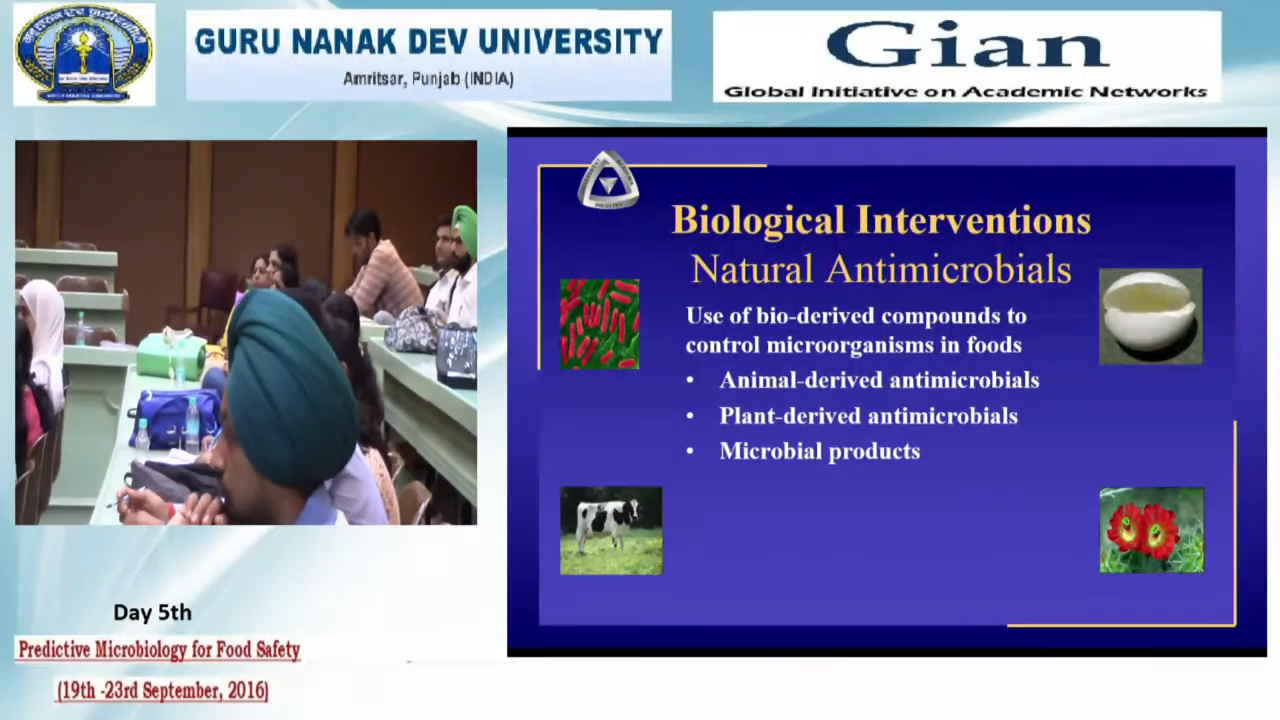 GURU NANAK DEV UNIVERSITY
Amritsar, Punjab (INDIA)
Gian
Global Initiative on Academic Networks
Biological Interventions
Natural Antimicrobials
Use of bio-derived compounds to
control microorganisms in foods
• Animal-derived antimicrobials
• Plant-derived antimicrobials
• Microbial products
Day 5th
Predictive Microbiology for Food Safety
(19th -23rd September, 2016)